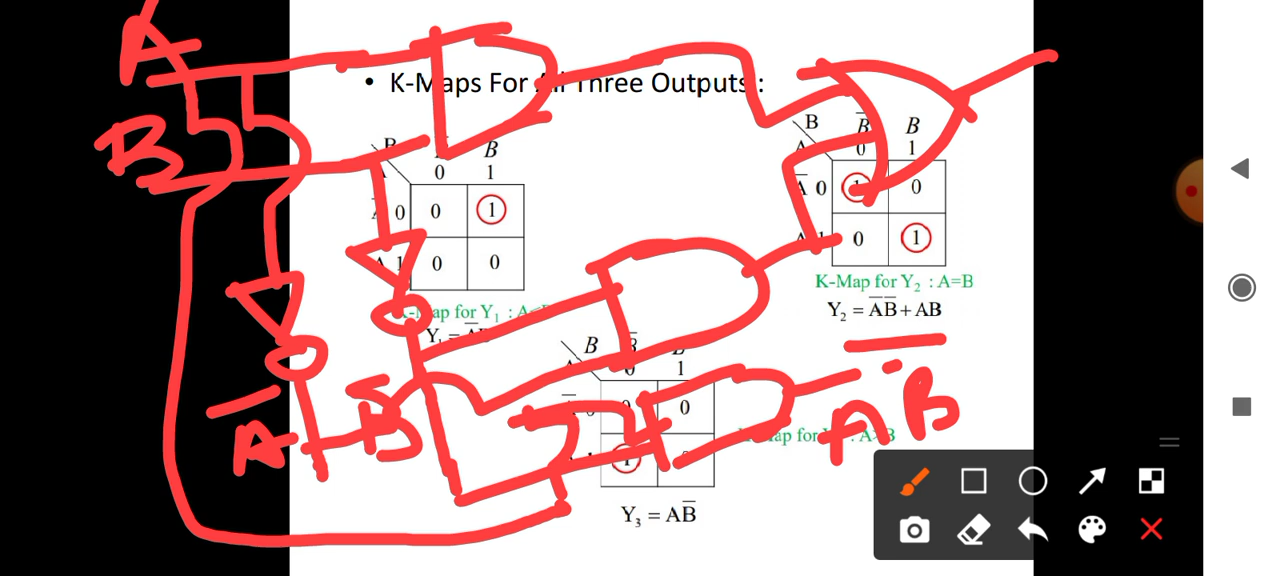 A
• K-Maps For All Three Outputs :
B
B
B B̅ B
B
0 1
0 1
A̅ 0 1 0
A̅ 0 0 1
A 1 0 1
A 1 0 0
K-Map for Y₂ : A=B
K-Map for Y₁ :
Y₂ = A̅B̅ + AB
B B̅
0 1
0
A̅ B
A B
1
Y₃ = AB̅